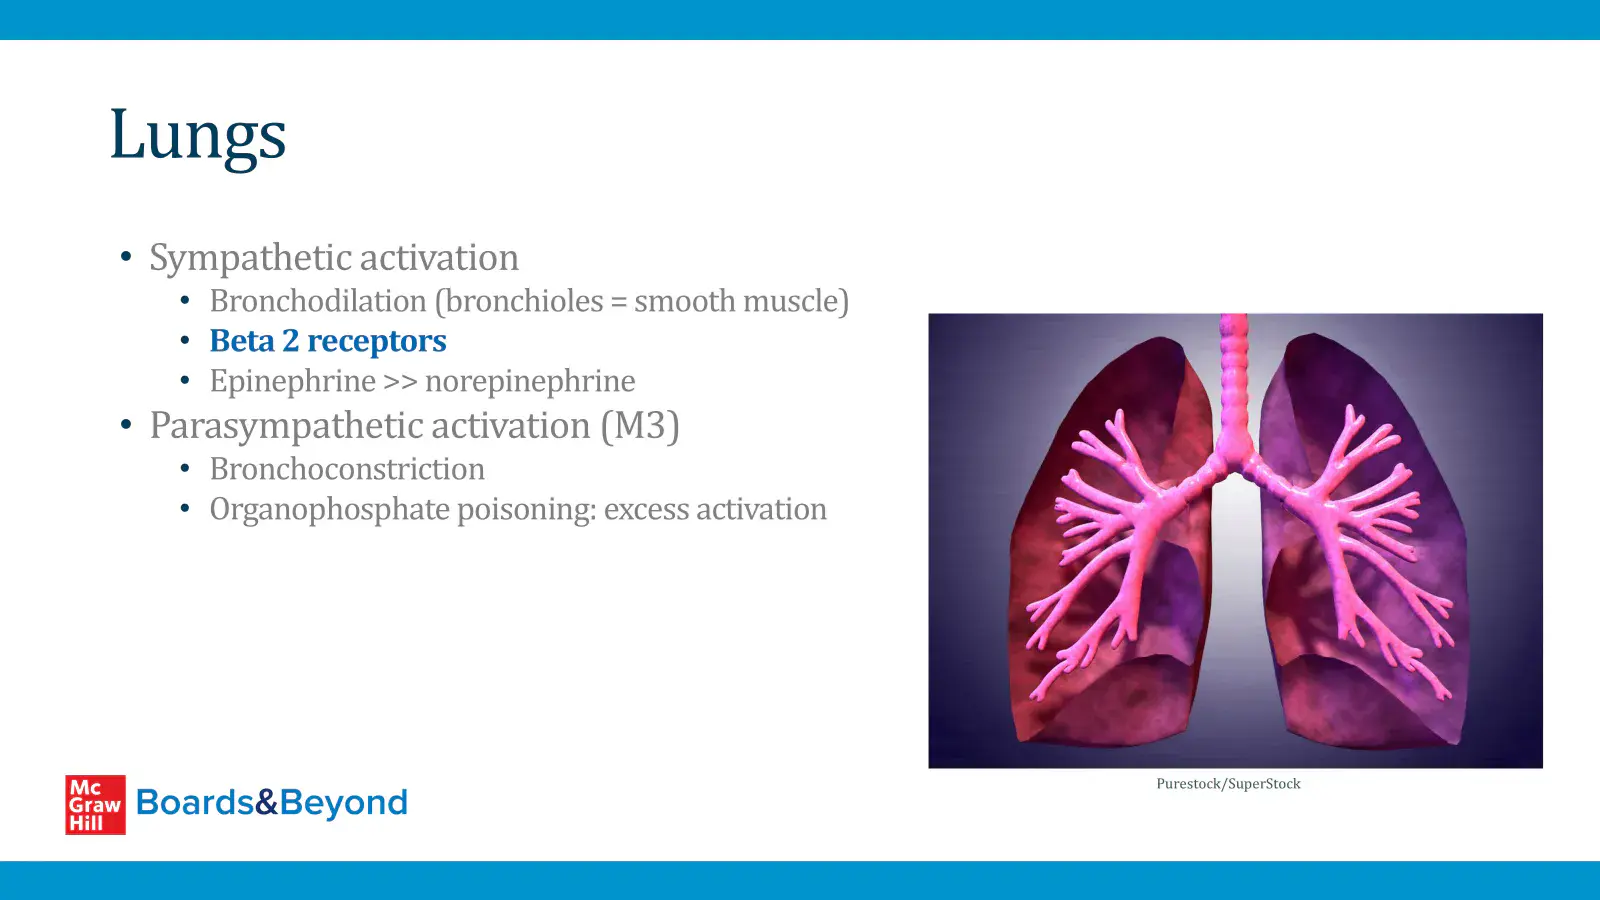 Lungs
• Sympathetic activation
• Bronchodilation (bronchioles = smooth muscle)
• Beta 2 receptors
• Epinephrine >> norepinephrine
• Parasympathetic activation (M3)
• Bronchoconstriction
• Organophosphate poisoning: excess activation
Purestock/SuperStock
Mc
Graw
Hill
Boards&Beyond